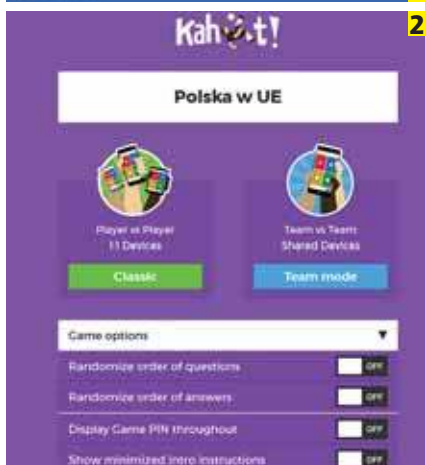 Kahoot!
2
Polska w UE
Player vs Player
11 Devices
Classic
Team vs Team
Shared Devices
Team mode
Game options
Randomize order of questions
OFF
Randomize order of answers
OFF
Display Game PIN throughout
OFF
Show minimized intro instructions
OFF